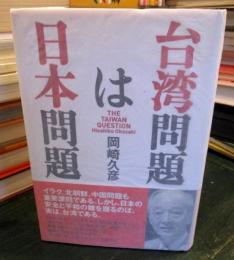 台湾問題
は
日本問題
THE
TAIWAN
QUESTION
Hisahiko Okazaki
岡崎久彦
イラク、北朝鮮、中国問題も
重要課題である。しかし、日本の
安全と平和の鍵を握るのは、
実は、台湾である。